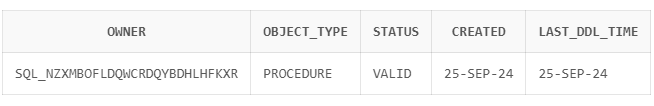 OWNER OBJECT_TYPE STATUS CREATED LAST_DDL_TIME
SQL_NZXMBOFLDQWCRDQYBDHLHFKXR PROCEDURE VALID 25-SEP-24 25-SEP-24